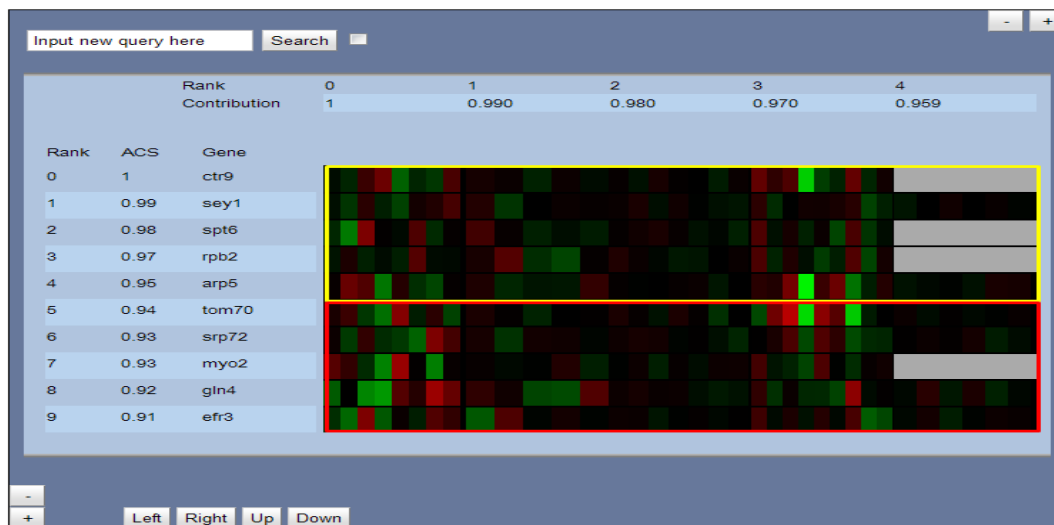 - +
Input new query here Search
Rank 0 1 2 3 4
Contribution 1 0.990 0.980 0.970 0.959
Rank ACS Gene
0 1 ctr9
1 0.99 sey1
2 0.98 spt6
3 0.97 rpb2
4 0.95 arp5
5 0.94 tom70
6 0.93 srp72
7 0.93 myo2
8 0.92 gln4
9 0.91 efr3
-
+ Left Right Up Down